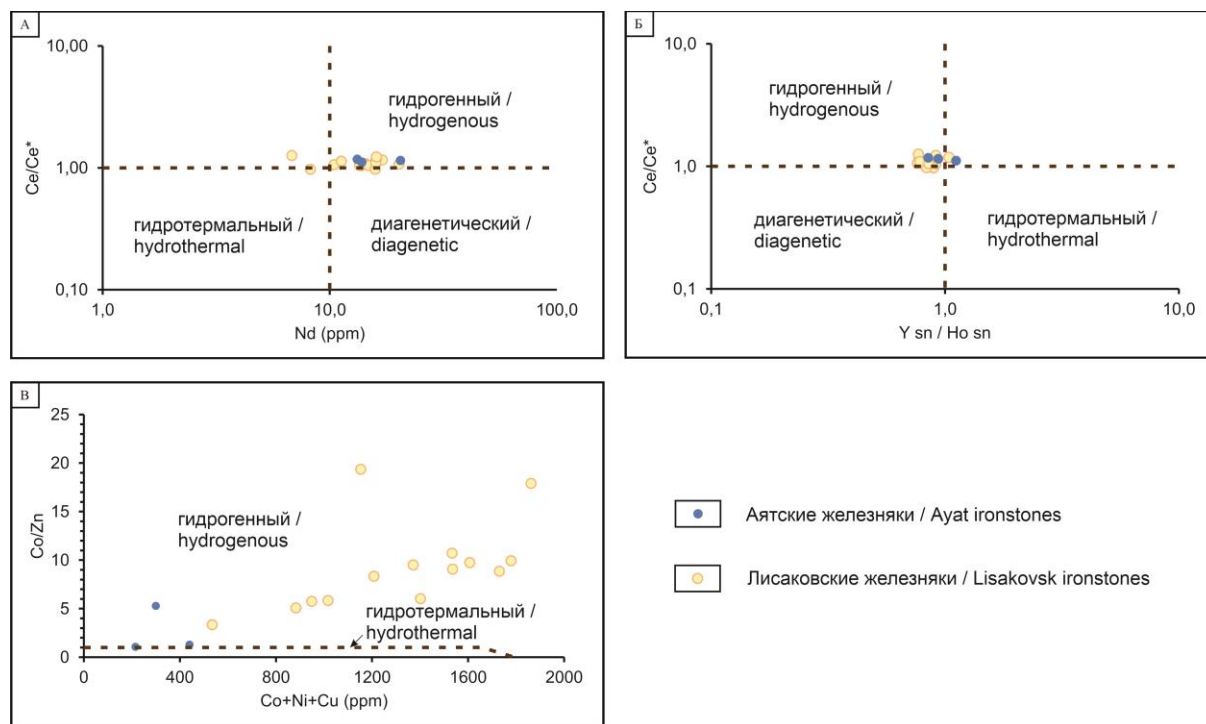 А
10,00
1,00
0,10
Ce/Ce*
гидрогенный /
hydrogenous
гидротермальный /
hydrothermal
диагенетический /
diagenetic
1,0
10,0
100,0
Nd (ppm)
Б
10,0
1,0
0,1
Ce/Ce*
гидрогенный /
hydrogenous
диагенетический /
diagenetic
гидротермальный /
hydrothermal
0,1
1,0
10,0
Y sn / Ho sn
В
25
20
15
10
5
0
Co/Zn
гидрогенный /
hydrogenous
гидротермальный /
hydrothermal
0
400
800
1200
1600
2000
Co+Ni+Cu (ppm)
Аятские железняки / Ayat ironstones
Лисаковские железняки / Lisakovsk ironstones